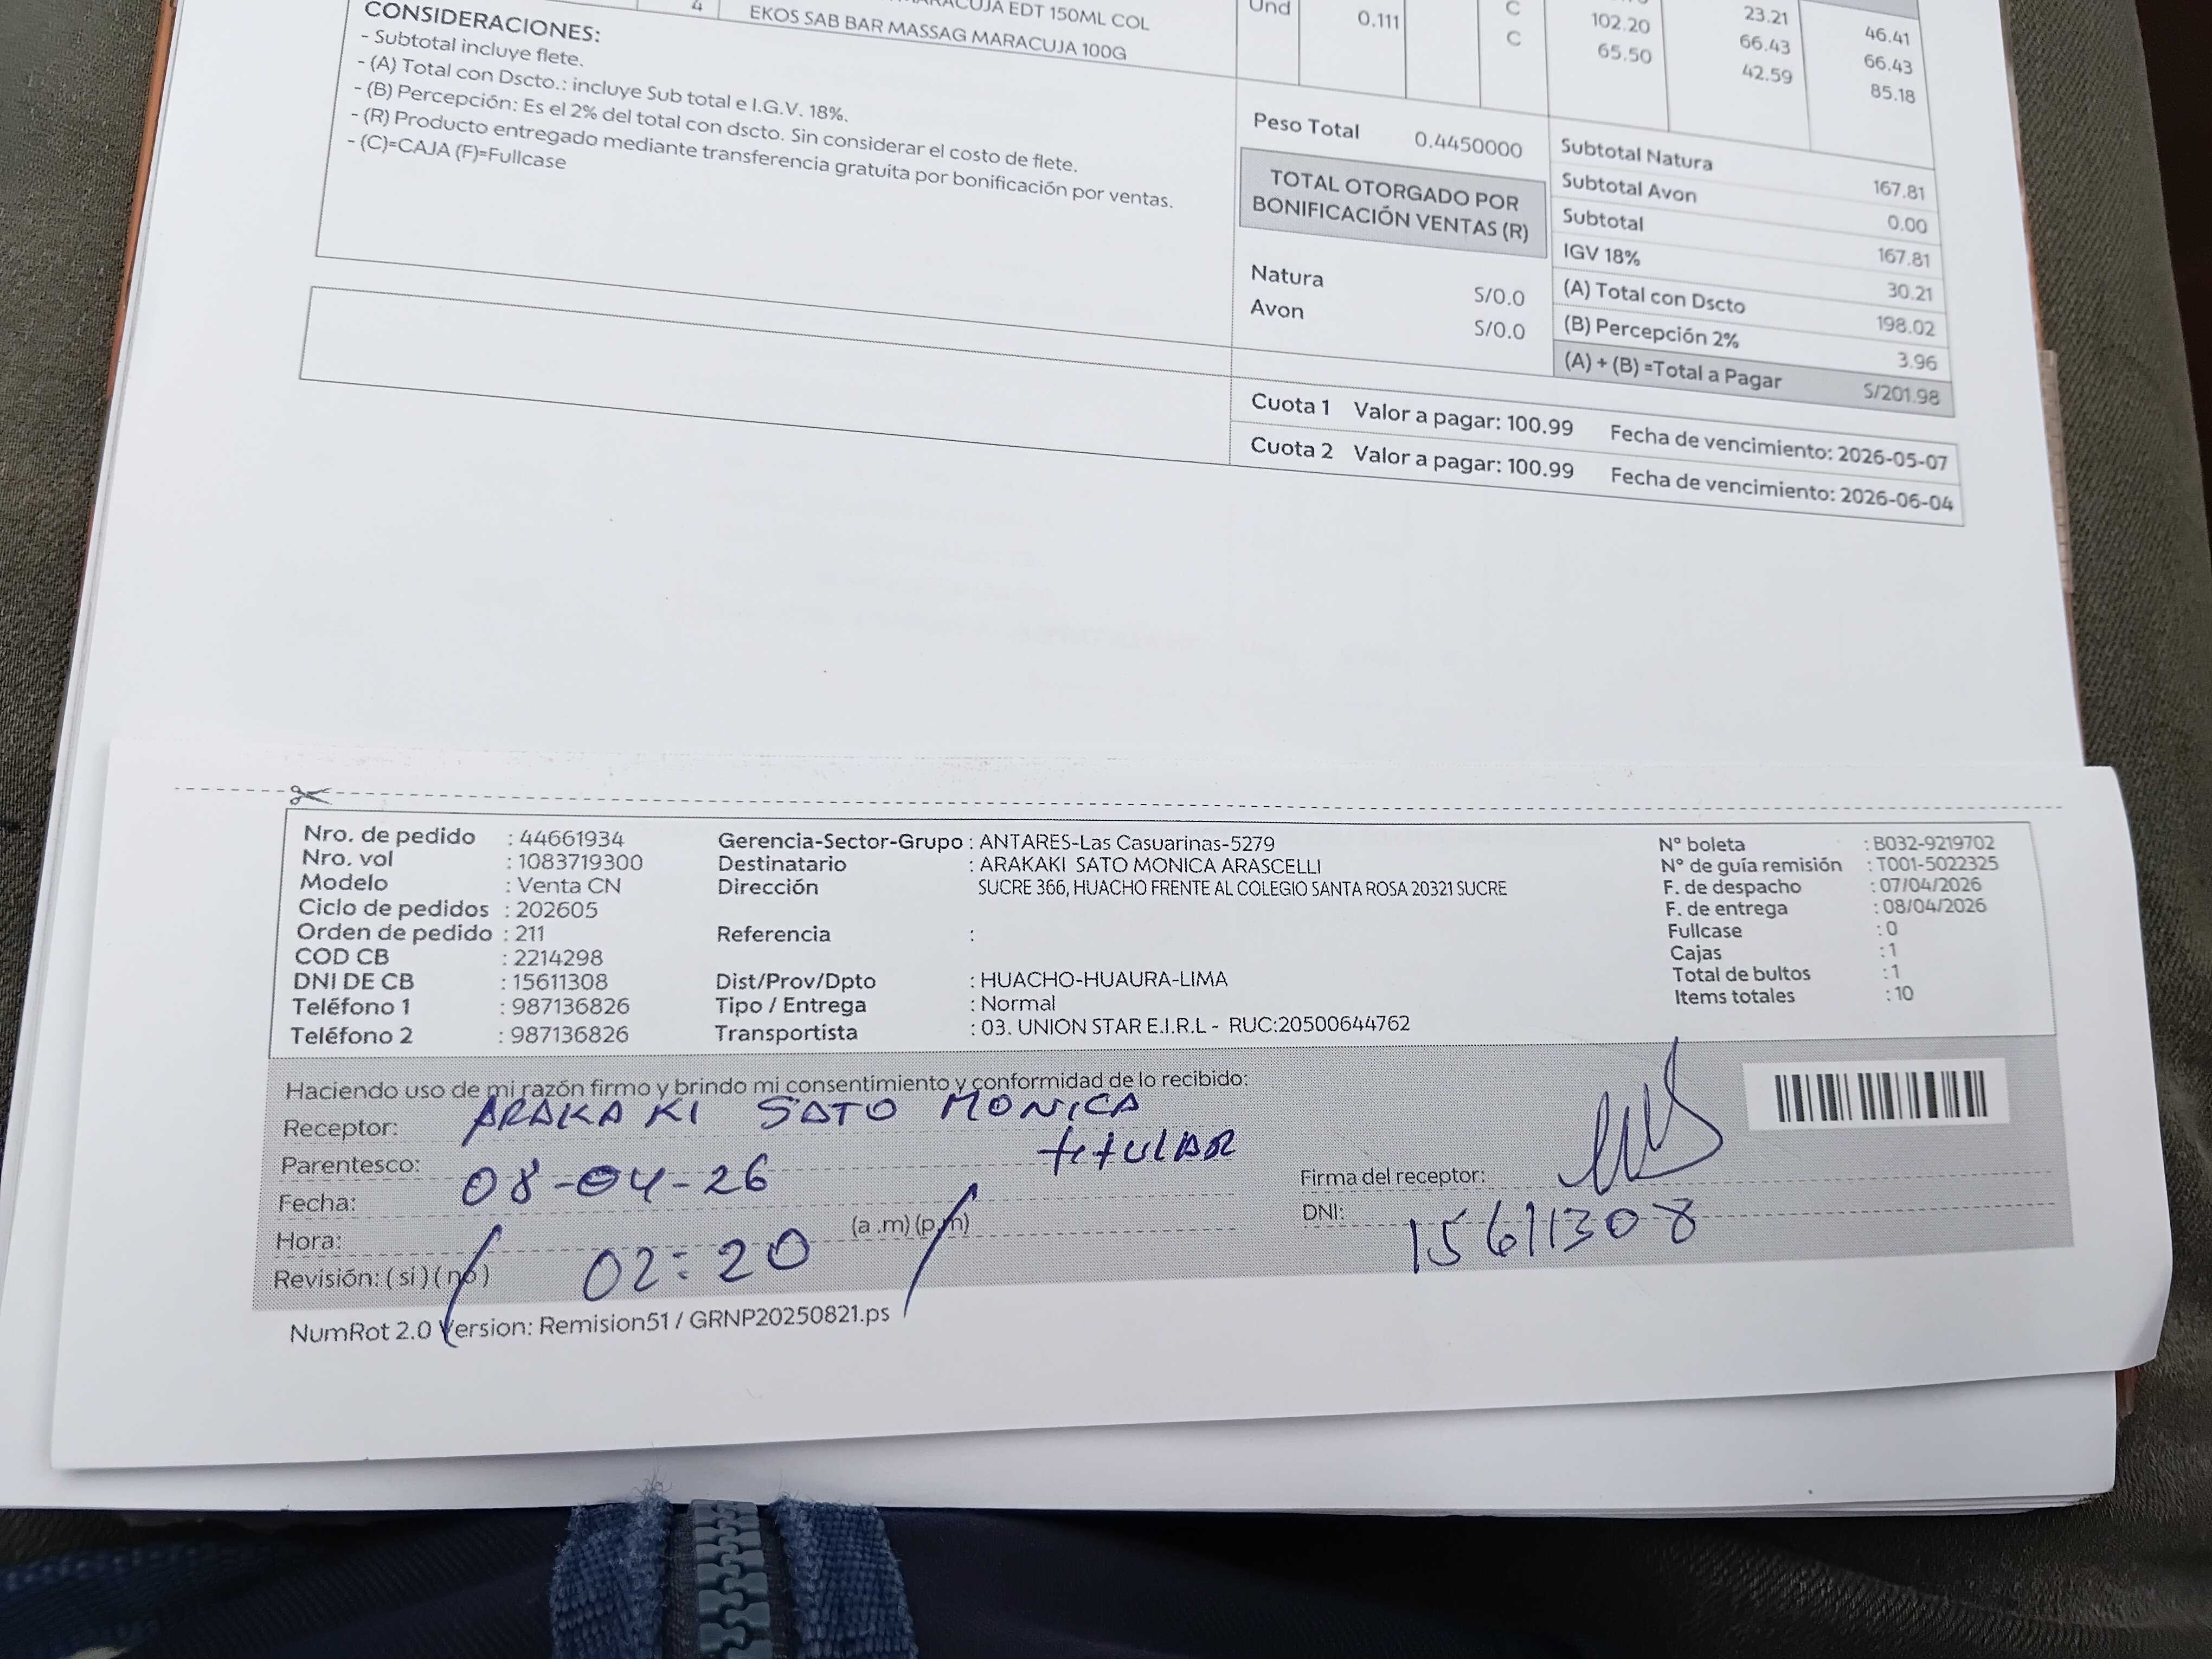 EDT 150ML COL
4 EKOS SAB BAR MASSAG MARACUJA 100G Und 0.111 C C
23.21 46.41
102.20 66.43 66.43
65.50 42.59 85.18
CONSIDERACIONES:
- Subtotal incluye flete.
- (A) Total con Dscto.: incluye Sub total e I.G.V. 18%.
- (B) Percepción: Es el 2% del total con dscto. Sin considerar el costo de flete.
- (R) Producto entregado mediante transferencia gratuita por bonificación por ventas.
- (C)=CAJA (F)=Fullcase
Peso Total 0.4450000
TOTAL OTORGADO POR
BONIFICACIÓN VENTAS (R)
Natura S/0.0
Avon S/0.0
Subtotal Natura 167.81
Subtotal Avon 0.00
Subtotal 167.81
IGV 18% 30.21
(A) Total con Dscto 198.02
(B) Percepción 2% 3.96
(A) + (B) =Total a Pagar S/201.98
Cuota 1 Valor a pagar: 100.99 Fecha de vencimiento: 2026-05-07
Cuota 2 Valor a pagar: 100.99 Fecha de vencimiento: 2026-06-04
Nro. de pedido : 44661934
Nro. vol : 1083719300
Modelo : Venta CN
Ciclo de pedidos : 202605
Orden de pedido : 211
COD CB : 2214298
DNI DE CB : 15611308
Teléfono 1 : 987136826
Teléfono 2 : 987136826
Gerencia-Sector-Grupo : ANTARES-Las Casuarinas-5279
Destinatario : ARAKAKI SATO MONICA ARASCELLI
Dirección SUCRE 366, HUACHO FRENTE AL COLEGIO SANTA ROSA 20321 SUCRE
Referencia :
Dist/Prov/Dpto : HUACHO-HUAURA-LIMA
Tipo / Entrega : Normal
Transportista : 03. UNION STAR E.I.R.L - RUC:20500644762
N° boleta : B032-9219702
N° de guía remisión : T001-5022325
F. de despacho : 07/04/2026
F. de entrega : 08/04/2026
Fullcase : 0
Cajas : 1
Total de bultos : 1
Items totales : 10
Haciendo uso de mi razón firmo y brindo mi consentimiento y conformidad de lo recibido:
Receptor: ARAKAKI SATO MONICA
Parentesco: titular
Fecha: 08-04-26
Hora: 02:20 (a .m) (p.m)
Revisión: ( si ) ( no )
Firma del receptor:
DNI: 15611308
NumRot 2.0 Version: Remision51 / GRNP20250821.ps